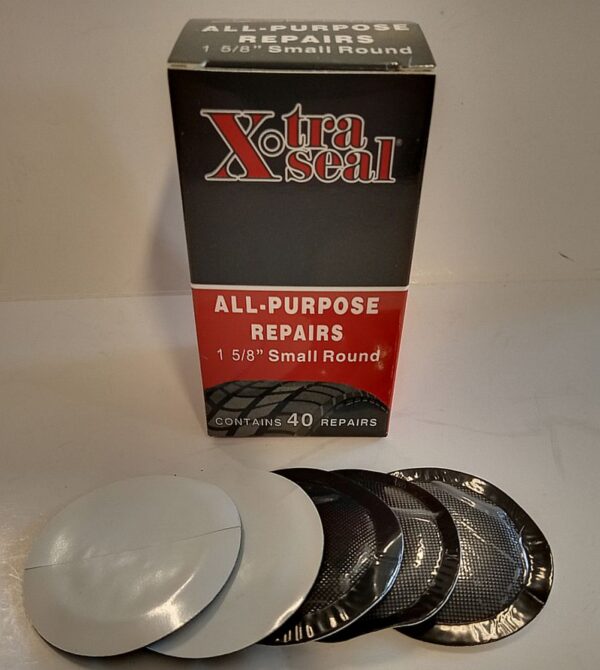 ALL-PURPOSE
REPAIRS
1 5/8" Small Round
X-tra
seal®
ALL-PURPOSE
REPAIRS
1 5/8" Small Round
CONTAINS 40 REPAIRS